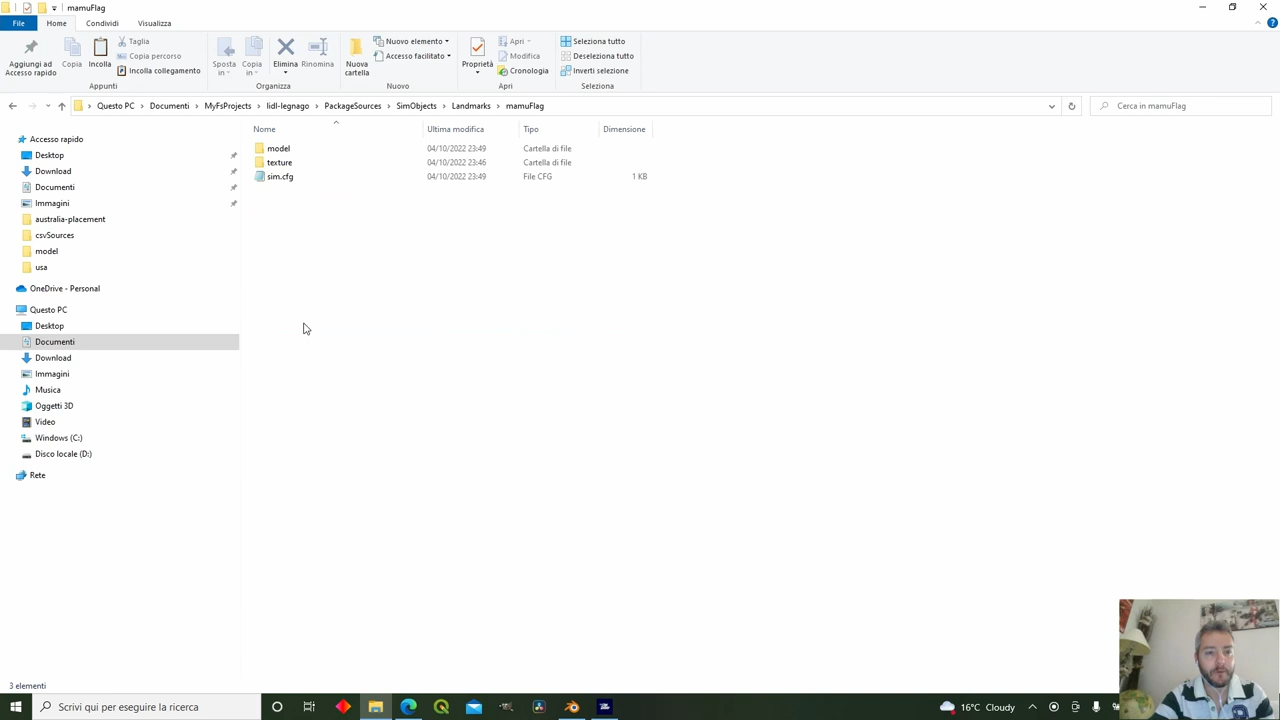 mamuFlag
File Home Condividi Visualizza
Aggiungi ad Accesso rapido
Copia
Incolla
Taglia
Copia percorso
Incolla collegamento
Sposta in
Copia in
Elimina
Rinomina
Nuova cartella
Nuovo elemento
Accesso facilitato
Proprietà
Apri
Modifica
Cronologia
Seleziona tutto
Deseleziona tutto
Inverti selezione
Appunti Organizza Nuovo Apri Seleziona
Questo PC > Documenti > MyFsProjects > lidl-legnago > PackageSources > SimObjects > Landmarks > mamuFlag
Cerca in mamuFlag
Nome Ultima modifica Tipo Dimensione
model 04/10/2022 23:49 Cartella di file
texture 04/10/2022 23:46 Cartella di file
sim.cfg 04/10/2022 23:49 File CFG 1 KB
Accesso rapido
Desktop
Download
Documenti
Immagini
australia-placement
csvSources
model
usa
OneDrive - Personal
Questo PC
Desktop
Documenti
Download
Immagini
Musica
Oggetti 3D
Video
Windows (C:)
Disco locale (D:)
Rete
3 elementi
Scrivi qui per eseguire la ricerca
16°C Cloudy